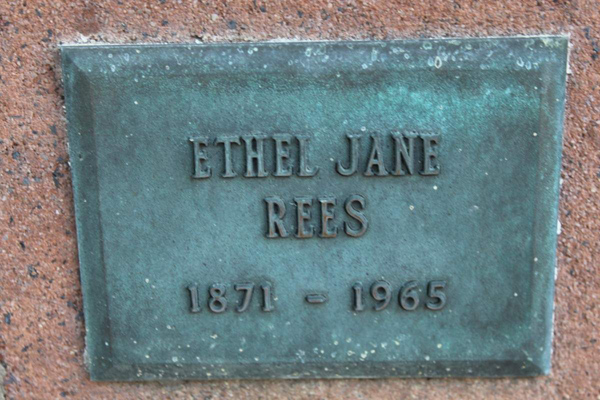 ETHEL JANE
REES
1871 - 1965